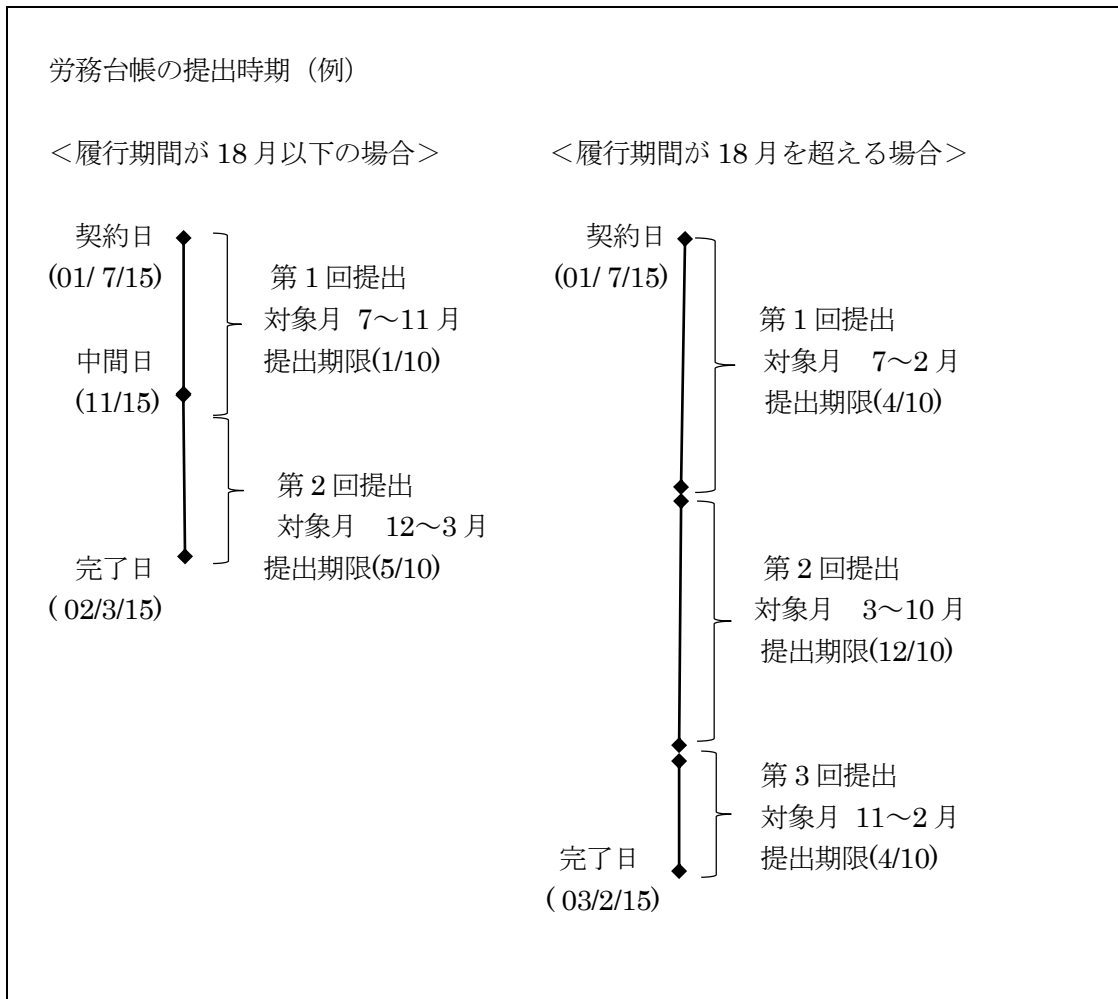 労務台帳の提出時期（例）
＜履行期間が 18 月以下の場合＞
契約日
(01/ 7/15)
第 1 回提出
対象月 7～11 月
提出期限(1/10)
中間日
(11/15)
第 2 回提出
対象月　12～3 月
提出期限(5/10)
完了日
( 02/3/15)
＜履行期間が 18 月を超える場合＞
契約日
(01/ 7/15)
第 1 回提出
対象月　7～2 月
提出期限(4/10)
第 2 回提出
対象月　3～10 月
提出期限(12/10)
第 3 回提出
対象月 11～2 月
提出期限(4/10)
完了日
( 03/2/15)